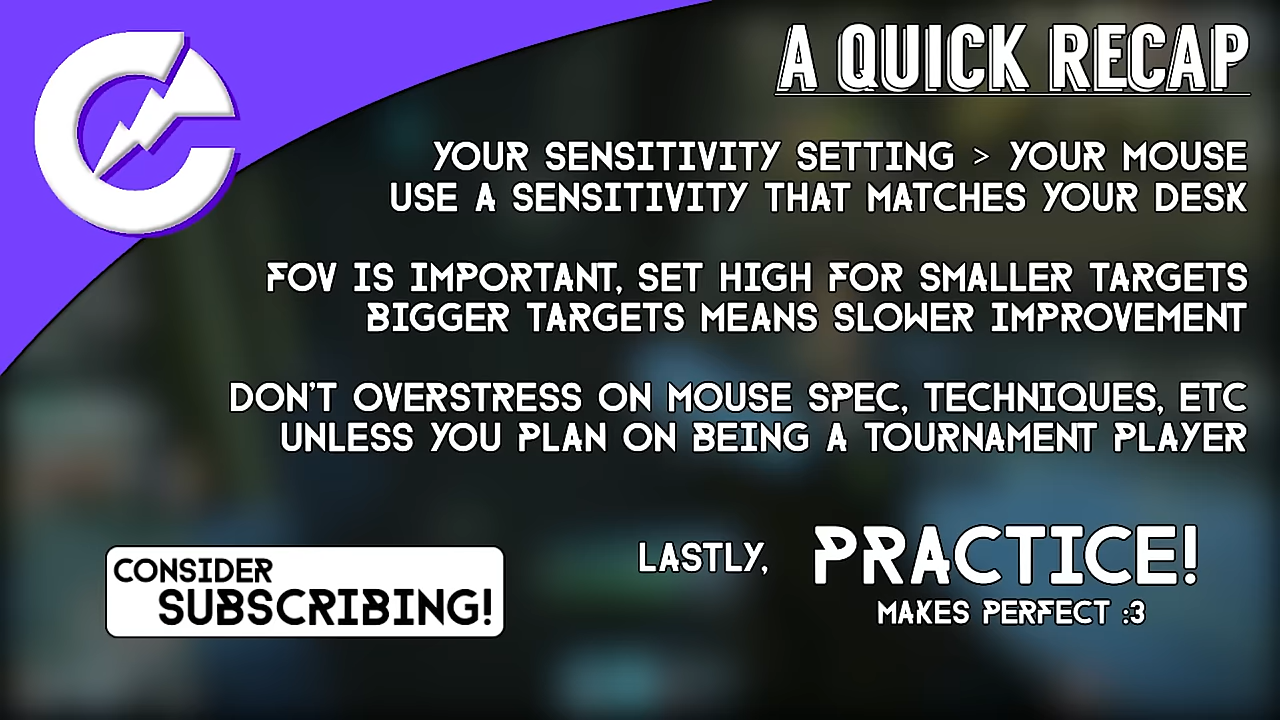 A QUICK RECAP
YOUR SENSITIVITY SETTING > YOUR MOUSE
USE A SENSITIVITY THAT MATCHES YOUR DESK
FOV IS IMPORTANT, SET HIGH FOR SMALLER TARGETS
BIGGER TARGETS MEANS SLOWER IMPROVEMENT
DON'T OVERSTRESS ON MOUSE SPEC, TECHNIQUES, ETC
UNLESS YOU PLAN ON BEING A TOURNAMENT PLAYER
LASTLY, PRACTICE!
MAKES PERFECT :3
CONSIDER
SUBSCRIBING!